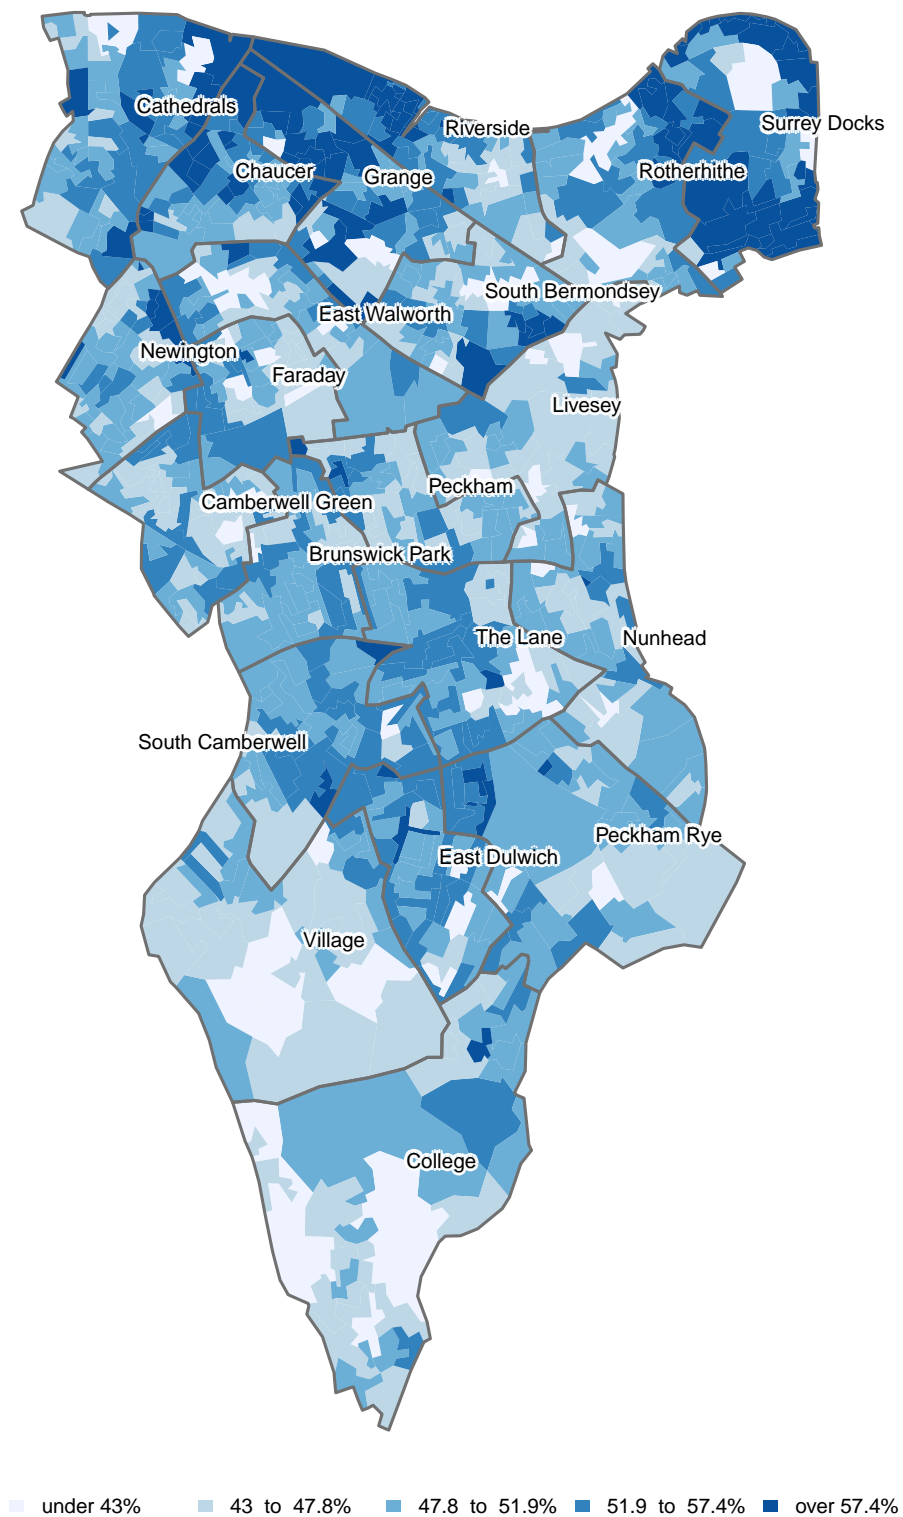 Cathedrals
Riverside
Surrey Docks
Chaucer
Grange
Rotherhithe
South Bermondsey
East Walworth
Newington
Faraday
Livesey
Peckham
Camberwell Green
Brunswick Park
The Lane
Nunhead
South Camberwell
Peckham Rye
East Dulwich
Village
College
under 43%
43 to 47.8%
47.8 to 51.9%
51.9 to 57.4%
over 57.4%